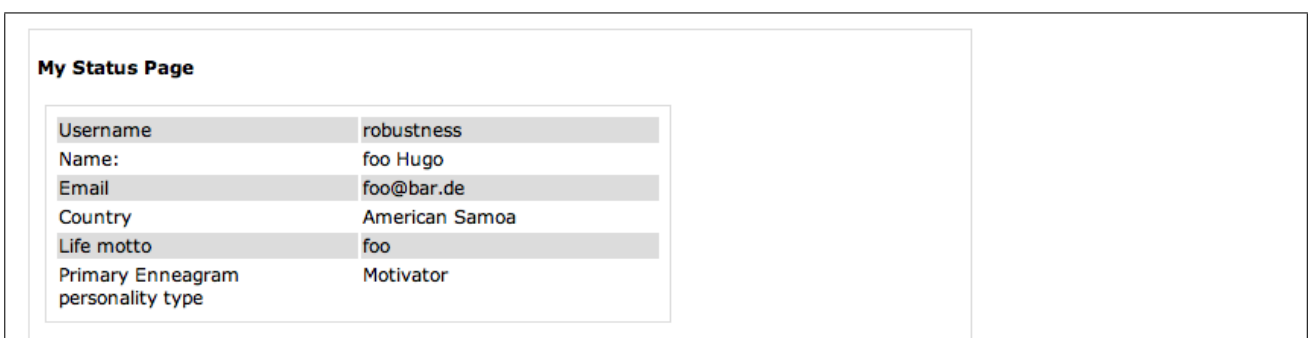 My Status Page
Username robustness
Name: foo Hugo
Email foo@bar.de
Country American Samoa
Life motto foo
Primary Enneagram Motivator
personality type